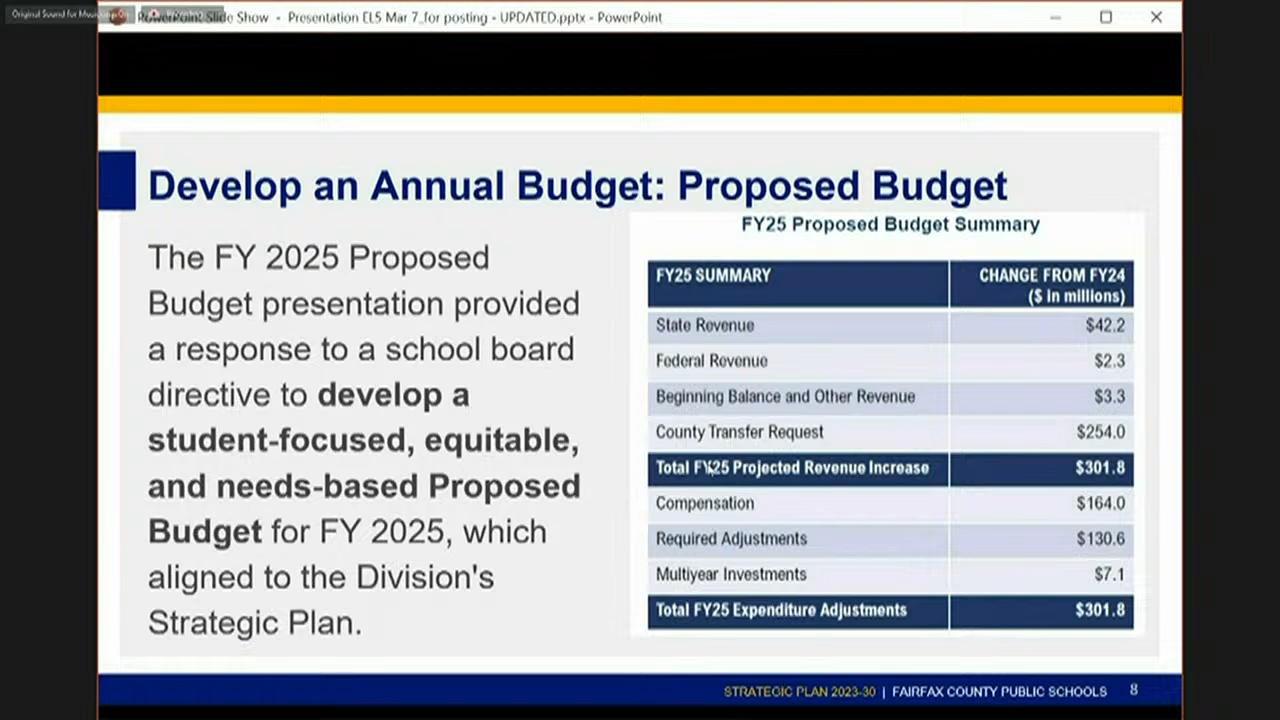 Original Sound for Musicians: On
PowerPoint Slide Show - Presentation EL5 Mar 7_for posting - UPDATED.pptx - PowerPoint
Develop an Annual Budget: Proposed Budget
The FY 2025 Proposed
Budget presentation provided
a response to a school board
directive to develop a
student-focused, equitable,
and needs-based Proposed
Budget for FY 2025, which
aligned to the Division's
Strategic Plan.
FY25 Proposed Budget Summary
FY25 SUMMARY CHANGE FROM FY24
($ in millions)
State Revenue $42.2
Federal Revenue $2.3
Beginning Balance and Other Revenue $3.3
County Transfer Request $254.0
Total FY25 Projected Revenue Increase $301.8
Compensation $164.0
Required Adjustments $130.6
Multiyear Investments $7.1
Total FY25 Expenditure Adjustments $301.8
STRATEGIC PLAN 2023-30 | FAIRFAX COUNTY PUBLIC SCHOOLS 8